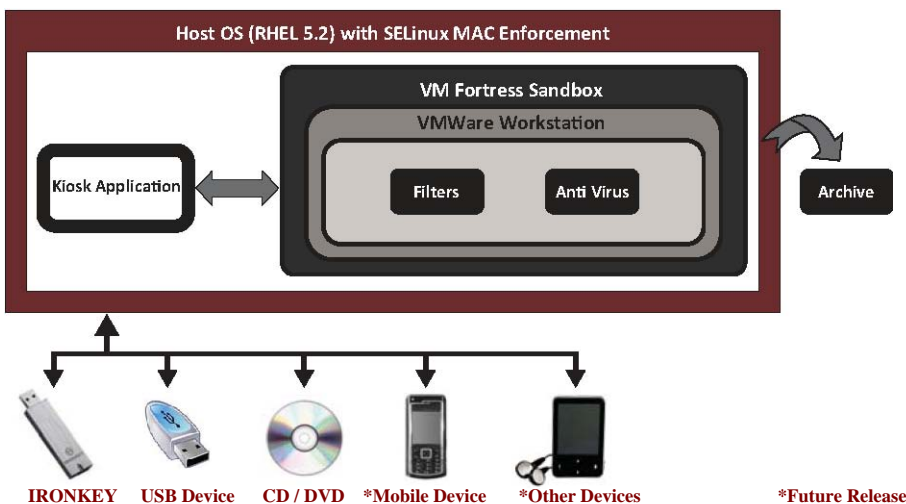 Host OS (RHEL 5.2) with SELinux MAC Enforcement
VM Fortress Sandbox
VMWare Workstation
Kiosk Application
Filters
Anti Virus
Archive
IRONKEY
USB Device
CD / DVD
*Mobile Device
*Other Devices
*Future Release